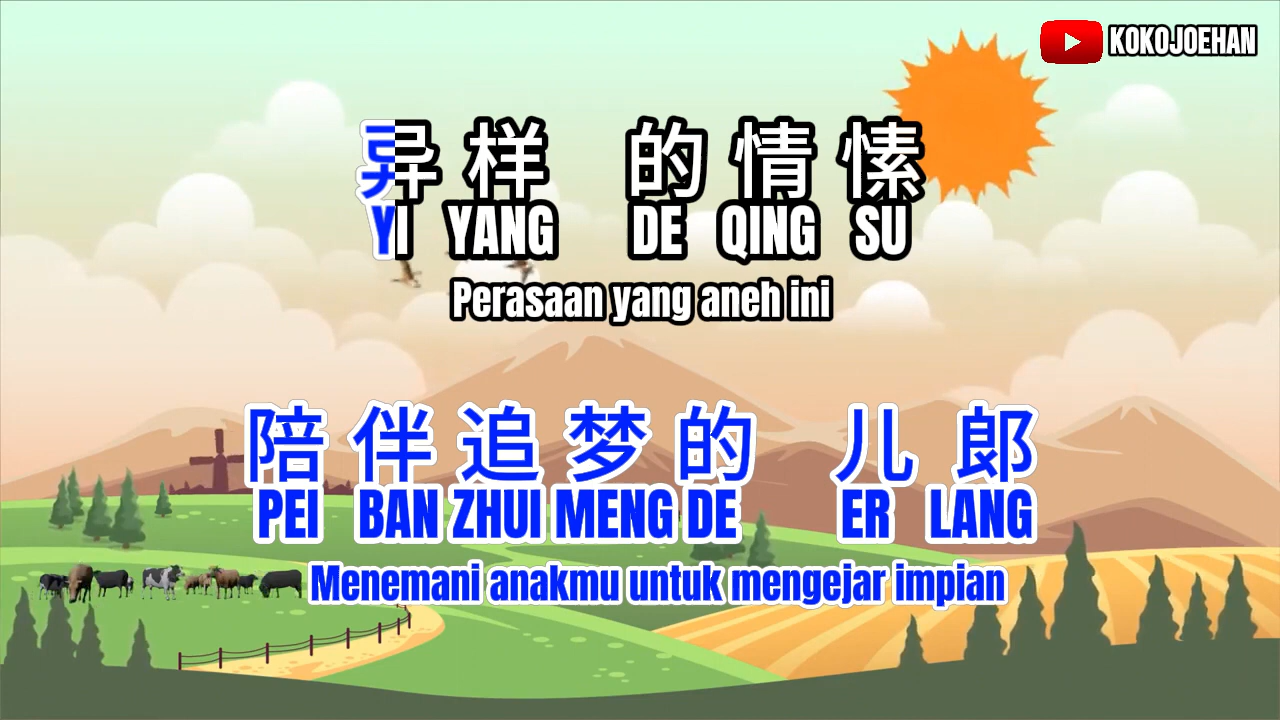 KOKOJOEHAN
异样 的情愫
YI YANG DE QING SU
Perasaan yang aneh ini
陪伴追梦的 儿郎
PEI BAN ZHUI MENG DE ER LANG
Menemani anakmu untuk mengejar impian